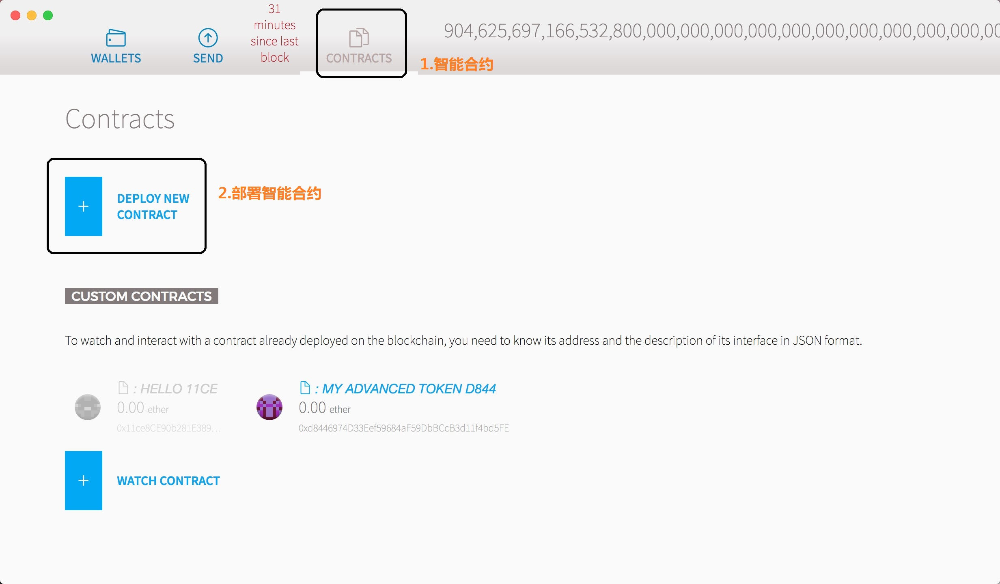 31
minutes
since last
block
WALLETS
SEND
CONTRACTS
904,625,697,166,532,800,000,000,000,000,000,000,000,000,000,000,00
1.智能合约
Contracts
+ DEPLOY NEW
CONTRACT
2.部署智能合约
CUSTOM CONTRACTS
To watch and interact with a contract already deployed on the blockchain, you need to know its address and the description of its interface in JSON format.
: HELLO 11CE
0.00 ether
0x11ce8CE90b281E389...
: MY ADVANCED TOKEN D844
0.00 ether
0xd8446974D33Eef59684aF59DbBCcB3d11f4bd5FE
+ WATCH CONTRACT